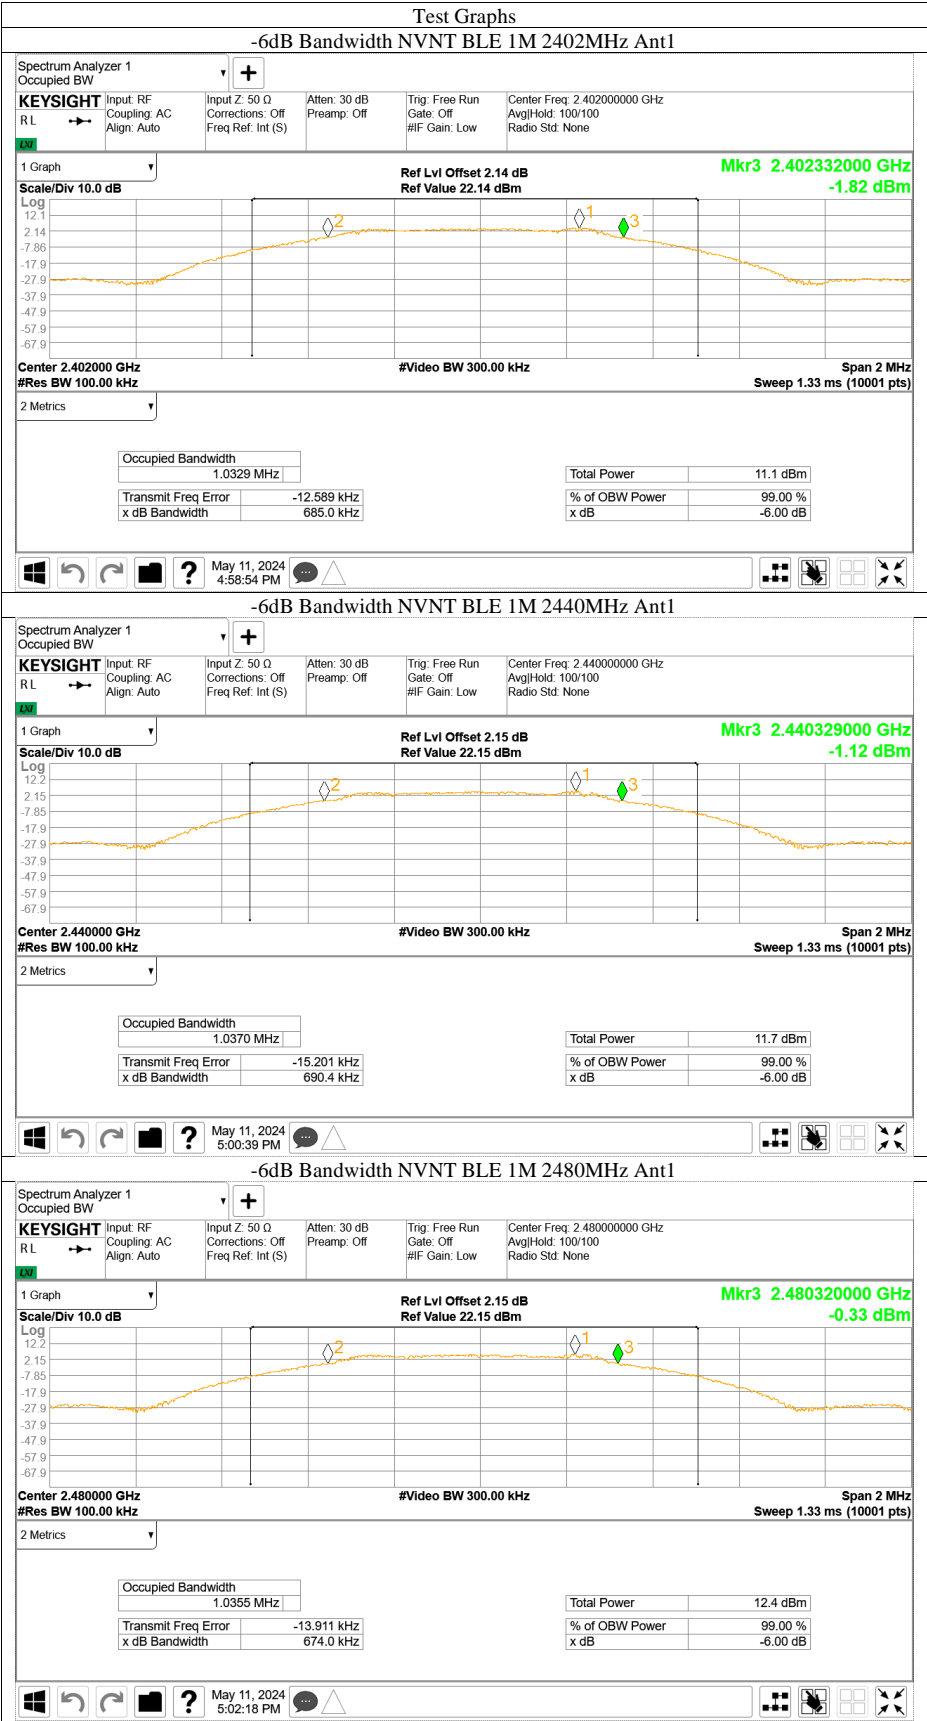 Test Graphs
-6dB Bandwidth NVNT BLE 1M 2402MHz Ant1
Spectrum Analyzer 1
Occupied BW
KEYSIGHT Input: RF Input Z: 50 Ω Atten: 30 dB Trig: Free Run Center Freq: 2.402000000 GHz
RL Coupling: AC Corrections: Off Preamp: Off Gate: Off Avg|Hold: 100/100
Align: Auto Freq Ref: Int (S) #IF Gain: Low Radio Std: None
LXI
1 Graph Ref Lvl Offset 2.14 dB Mkr3 2.402332000 GHz
Scale/Div 10.0 dB Ref Value 22.14 dBm -1.82 dBm
Log
12.1
2.14
-7.86
-17.9
-27.9
-37.9
-47.9
-57.9
-67.9
2 1 3
Center 2.402000 GHz #Video BW 300.00 kHz Span 2 MHz
#Res BW 100.00 kHz Sweep 1.33 ms (10001 pts)
2 Metrics
Occupied Bandwidth
1.0329 MHz Total Power 11.1 dBm
Transmit Freq Error -12.589 kHz % of OBW Power 99.00 %
x dB Bandwidth 685.0 kHz x dB -6.00 dB
? May 11, 2024
4:58:54 PM
-6dB Bandwidth NVNT BLE 1M 2440MHz Ant1
Spectrum Analyzer 1
Occupied BW
KEYSIGHT Input: RF Input Z: 50 Ω Atten: 30 dB Trig: Free Run Center Freq: 2.440000000 GHz
RL Coupling: AC Corrections: Off Preamp: Off Gate: Off Avg|Hold: 100/100
Align: Auto Freq Ref: Int (S) #IF Gain: Low Radio Std: None
LXI
1 Graph Ref Lvl Offset 2.15 dB Mkr3 2.440329000 GHz
Scale/Div 10.0 dB Ref Value 22.15 dBm -1.12 dBm
Log
12.2
2.15
-7.85
-17.9
-27.9
-37.9
-47.9
-57.9
-67.9
2 1 3
Center 2.440000 GHz #Video BW 300.00 kHz Span 2 MHz
#Res BW 100.00 kHz Sweep 1.33 ms (10001 pts)
2 Metrics
Occupied Bandwidth
1.0370 MHz Total Power 11.7 dBm
Transmit Freq Error -15.201 kHz % of OBW Power 99.00 %
x dB Bandwidth 690.4 kHz x dB -6.00 dB
? May 11, 2024
5:00:39 PM
-6dB Bandwidth NVNT BLE 1M 2480MHz Ant1
Spectrum Analyzer 1
Occupied BW
KEYSIGHT Input: RF Input Z: 50 Ω Atten: 30 dB Trig: Free Run Center Freq: 2.480000000 GHz
RL Coupling: AC Corrections: Off Preamp: Off Gate: Off Avg|Hold: 100/100
Align: Auto Freq Ref: Int (S) #IF Gain: Low Radio Std: None
LXI
1 Graph Ref Lvl Offset 2.15 dB Mkr3 2.480320000 GHz
Scale/Div 10.0 dB Ref Value 22.15 dBm -0.33 dBm
Log
12.2
2.15
-7.85
-17.9
-27.9
-37.9
-47.9
-57.9
-67.9
2 1 3
Center 2.480000 GHz #Video BW 300.00 kHz Span 2 MHz
#Res BW 100.00 kHz Sweep 1.33 ms (10001 pts)
2 Metrics
Occupied Bandwidth
1.0355 MHz Total Power 12.4 dBm
Transmit Freq Error -13.911 kHz % of OBW Power 99.00 %
x dB Bandwidth 674.0 kHz x dB -6.00 dB
? May 11, 2024
5:02:18 PM